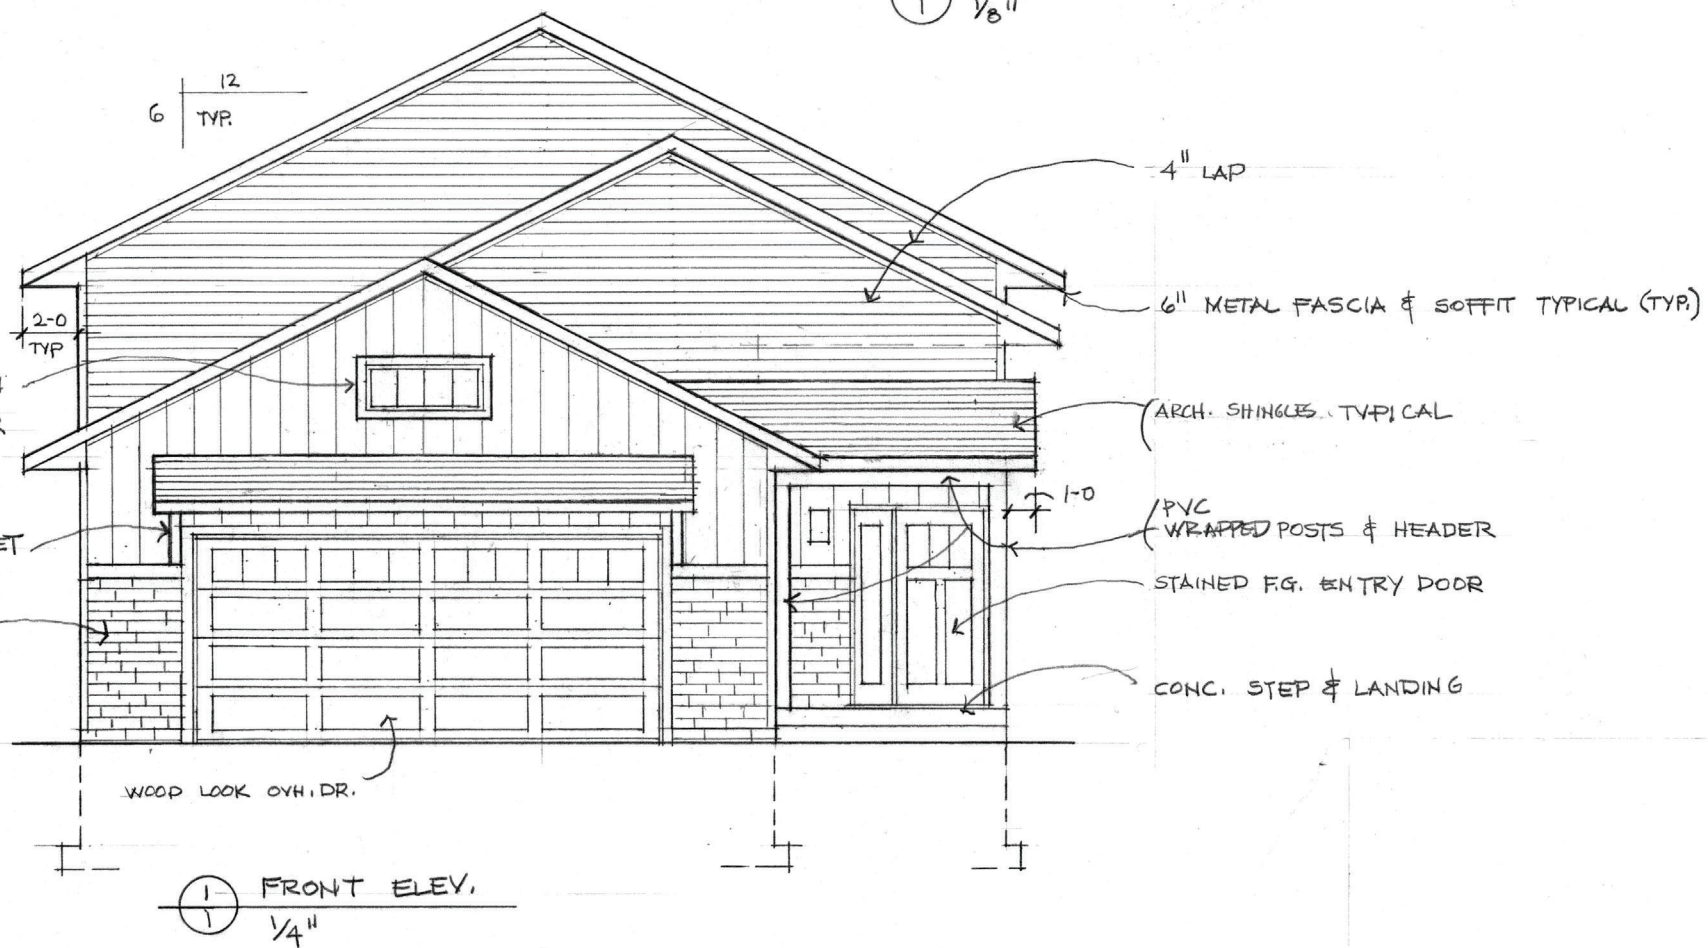 1
1/8"
12
6
TYP.
4" LAP
2-0
TYP
6" METAL FASCIA & SOFFIT TYPICAL (TYP.)
ARCH. SHINGLES TYPICAL
1-0
PVC
WRAPPED POSTS & HEADER
ET
STAINED F.G. ENTRY DOOR
CONC. STEP & LANDING
WOOD LOOK OVH. DR.
1
1
FRONT ELEV.
1/4"